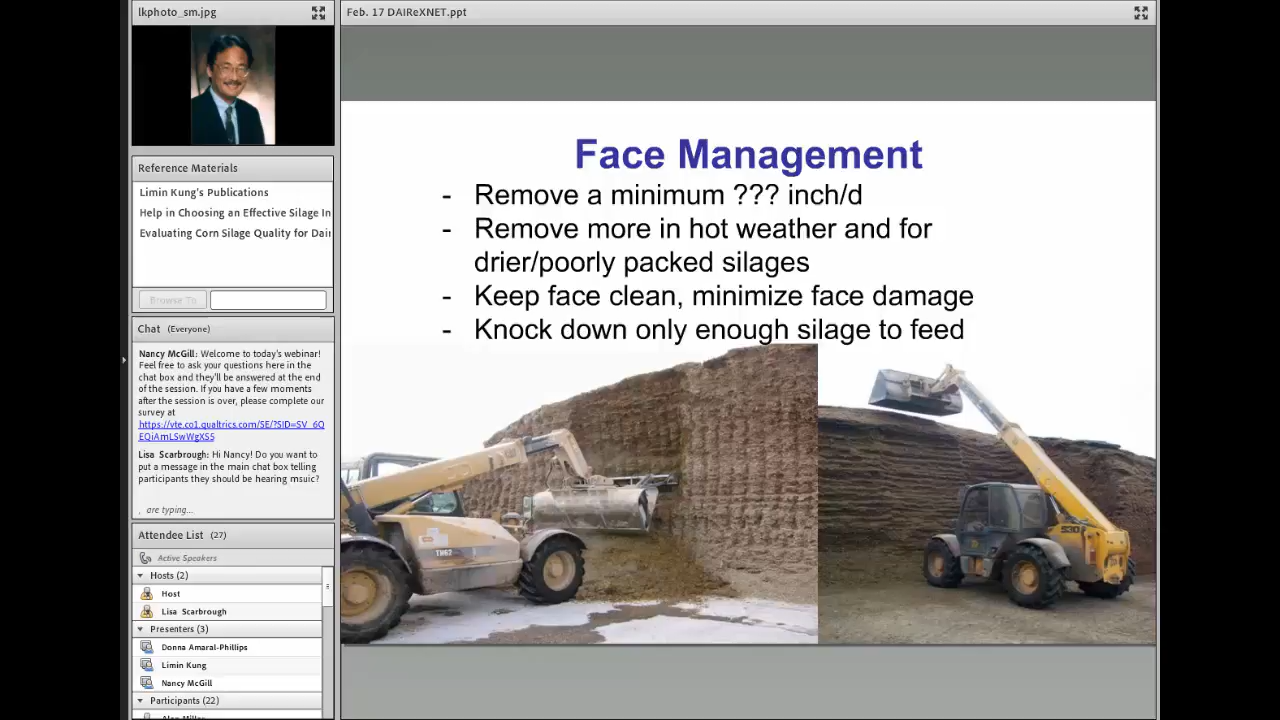 lkphoto_sm.jpg
Feb. 17 DAIReXNET.ppt
Reference Materials
Limin Kung's Publications
Help in Choosing an Effective Silage In
Evaluating Corn Silage Quality for Dair
Browse To
Chat (Everyone)
Nancy McGill: Welcome to today's webinar!
Feel free to ask your questions here in the
chat box and they'll be answered at the end
of the session. If you have a few moments
after the session is over, please complete our
survey at
https://vte.co1.qualtrics.com/SE/?SID=SV_6Q
EQiAmLSwWgXS5
Lisa Scarbrough: Hi Nancy! Do you want to
put a message in the main chat box telling
participants they should be hearing msuic?
, are typing...
Attendee List (27)
Active Speakers
Hosts (2)
Host
Lisa Scarbrough
Presenters (3)
Donna Amaral-Phillips
Limin Kung
Nancy McGill
Participants (22)
Face Management
- Remove a minimum ??? inch/d
- Remove more in hot weather and for
drier/poorly packed silages
- Keep face clean, minimize face damage
- Knock down only enough silage to feed
TH62
530